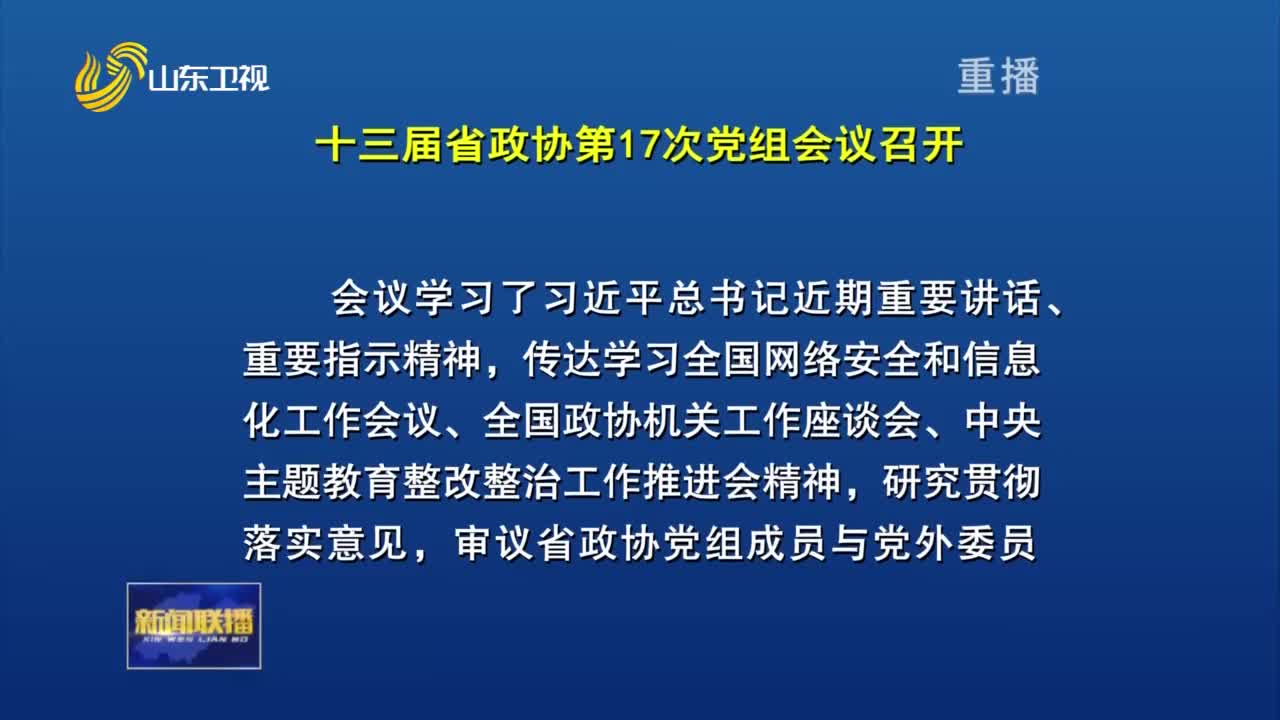 山东卫视
重播
十三届省政协第17次党组会议召开
会议学习了习近平总书记近期重要讲话、
重要指示精神，传达学习全国网络安全和信息
化工作会议、全国政协机关工作座谈会、中央
主题教育整改整治工作推进会精神，研究贯彻
落实意见，审议省政协党组成员与党外委员
新闻联播
XIN WEN LIAN BO